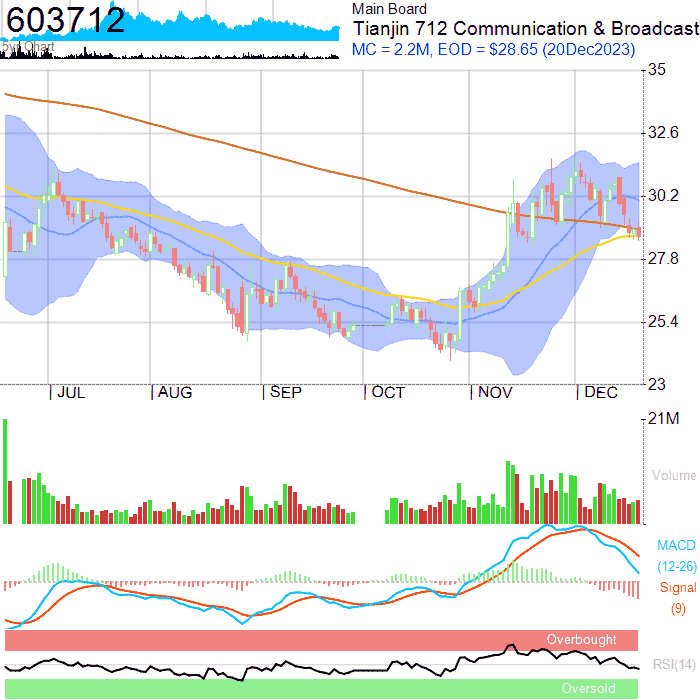 603712
5yr Chart
Main Board
Tianjin 712 Communication & Broadcast
MC = 2.2M, EOD = $28.65 (20Dec2023)
35
32.6
30.2
27.8
25.4
23
JUL AUG SEP OCT NOV DEC
21M
Volume
MACD
(12-26)
Signal
(9)
Overbought
RSI(14)
Oversold